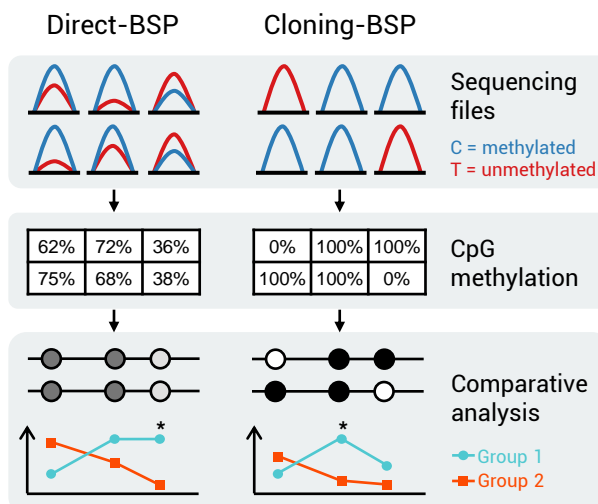 Direct-BSP Cloning-BSP
Sequencing
files
C = methylated
T = unmethylated
62% 72% 36% 0% 100% 100%
75% 68% 38% 100% 100% 0%
CpG
methylation
Comparative
analysis
* *
Group 1
Group 2